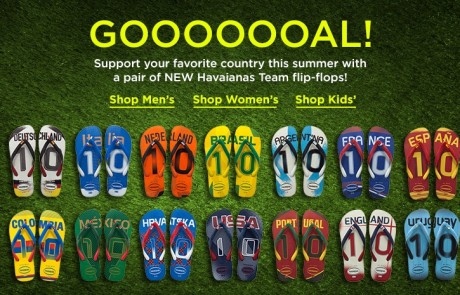 GOOOOOOAL!
Support your favorite country this summer with
a pair of NEW Havaianas Team flip-flops!
Shop Men's Shop Women's Shop Kids'
DEUTSCHLAND Italia NEDERLAND BRASIL ARGENTINA FRANCE ESPAÑA
10 10 10 10 10 10 10
COLOMBIA MÉXICO HRVATSKA USA PORTUGAL ENGLAND URUGUAY
10 10 10 10 10 10 10